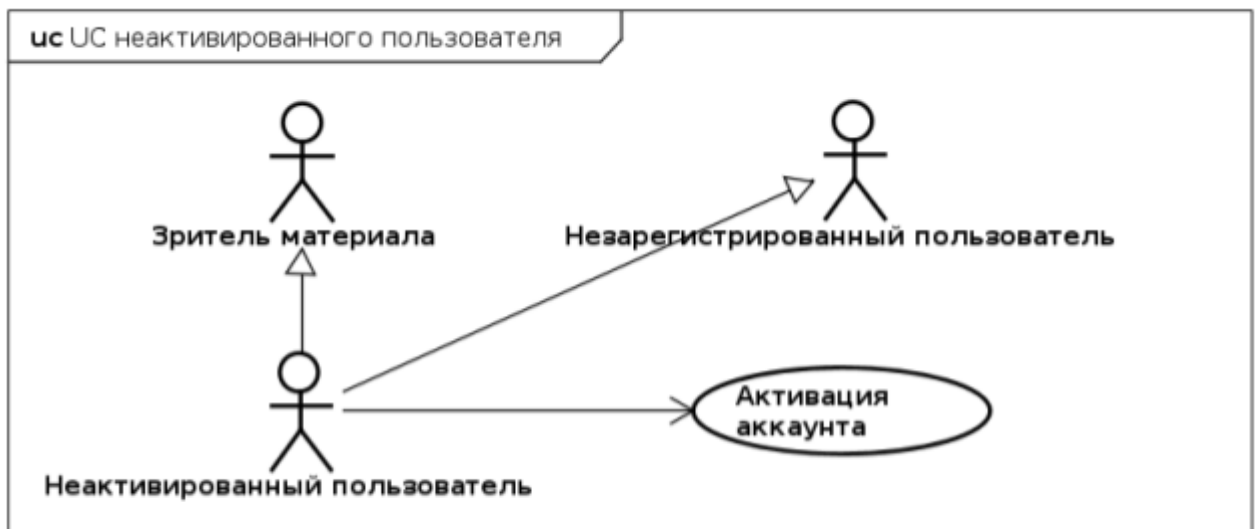 uc UC неактивированного пользователя
Зритель материала
Незарегистрированный пользователь
Активация
аккаунта
Неактивированный пользователь